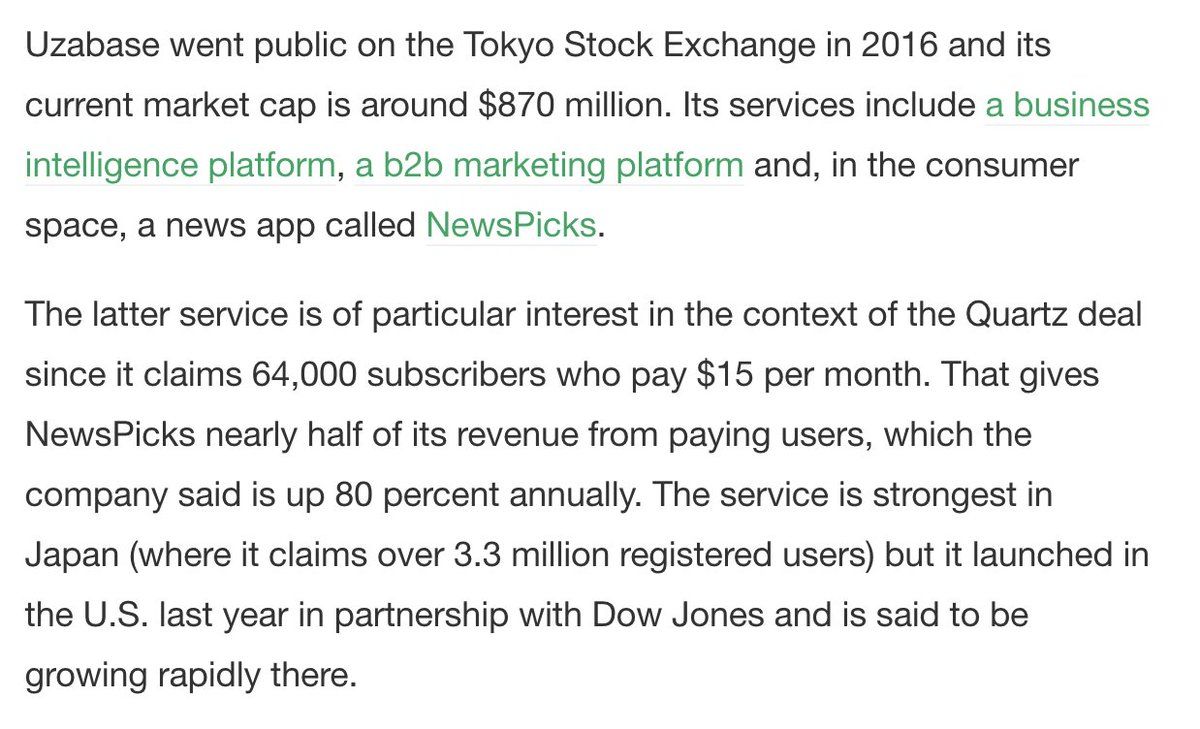 Uzabase went public on the Tokyo Stock Exchange in 2016 and its
current market cap is around $870 million. Its services include a business
intelligence platform, a b2b marketing platform and, in the consumer
space, a news app called NewsPicks.
The latter service is of particular interest in the context of the Quartz deal
since it claims 64,000 subscribers who pay $15 per month. That gives
NewsPicks nearly half of its revenue from paying users, which the
company said is up 80 percent annually. The service is strongest in
Japan (where it claims over 3.3 million registered users) but it launched in
the U.S. last year in partnership with Dow Jones and is said to be
growing rapidly there.